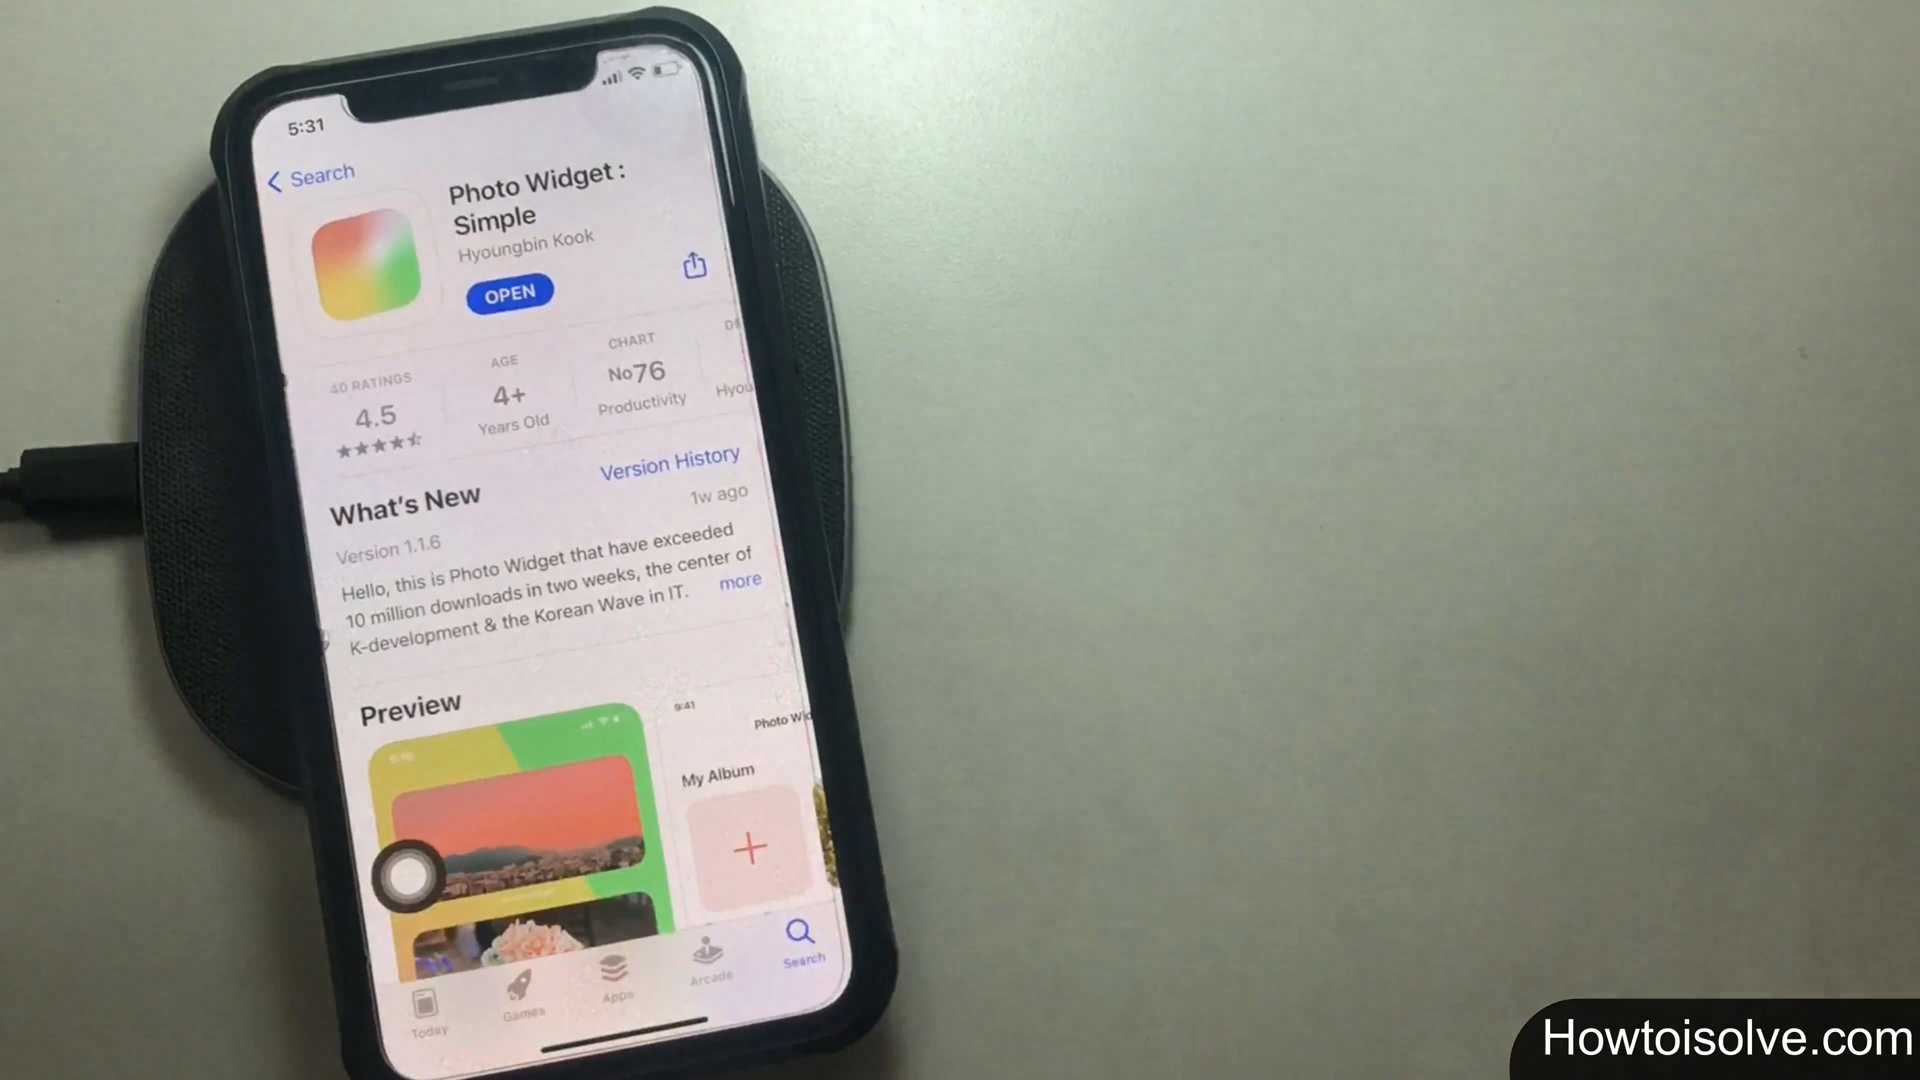 5:31
Search
Photo Widget :
Simple
Hyoungbin Kook
OPEN
40 RATINGS
4.5
AGE
4+
Years Old
CHART
No76
Productivity
Hyou
Version History
What's New
1w ago
Version 1.1.6
Hello, this is Photo Widget that have exceeded
10 million downloads in two weeks, the center of
K-development & the Korean Wave in IT.
more
Preview
9:41
Photo Wid
My Album
Today
Games
Apps
Arcade
Search
Howtoisolve.com